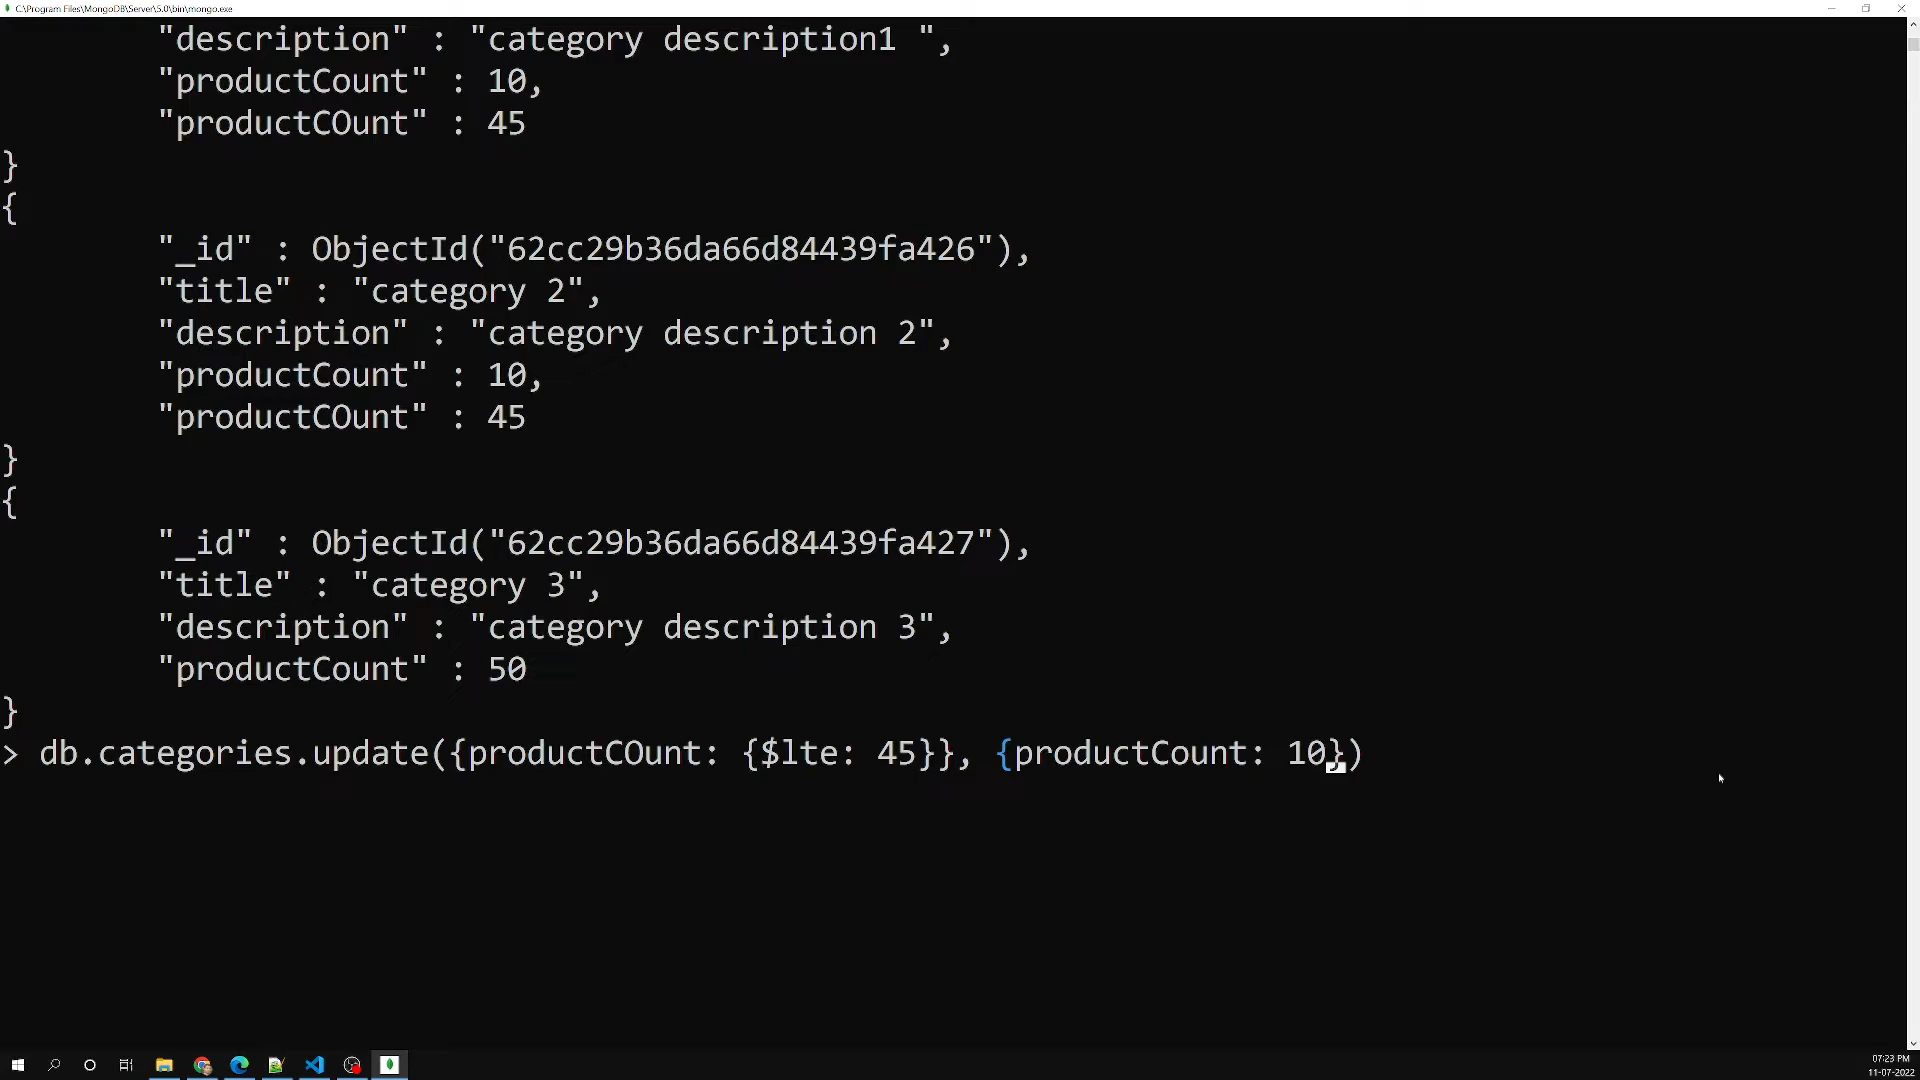 C:\Program Files\MongoDB\Server\5.0\bin\mongo.exe
"description" : "category description1 ",
"productCount" : 10,
"productCOunt" : 45
}
{
"_id" : ObjectId("62cc29b36da66d84439fa426"),
"title" : "category 2",
"description" : "category description 2",
"productCount" : 10,
"productCOunt" : 45
}
{
"_id" : ObjectId("62cc29b36da66d84439fa427"),
"title" : "category 3",
"description" : "category description 3",
"productCount" : 50
}
> db.categories.update({productCOunt: {$lte: 45}}, {productCount: 10})
07:23 PM
11-07-2022